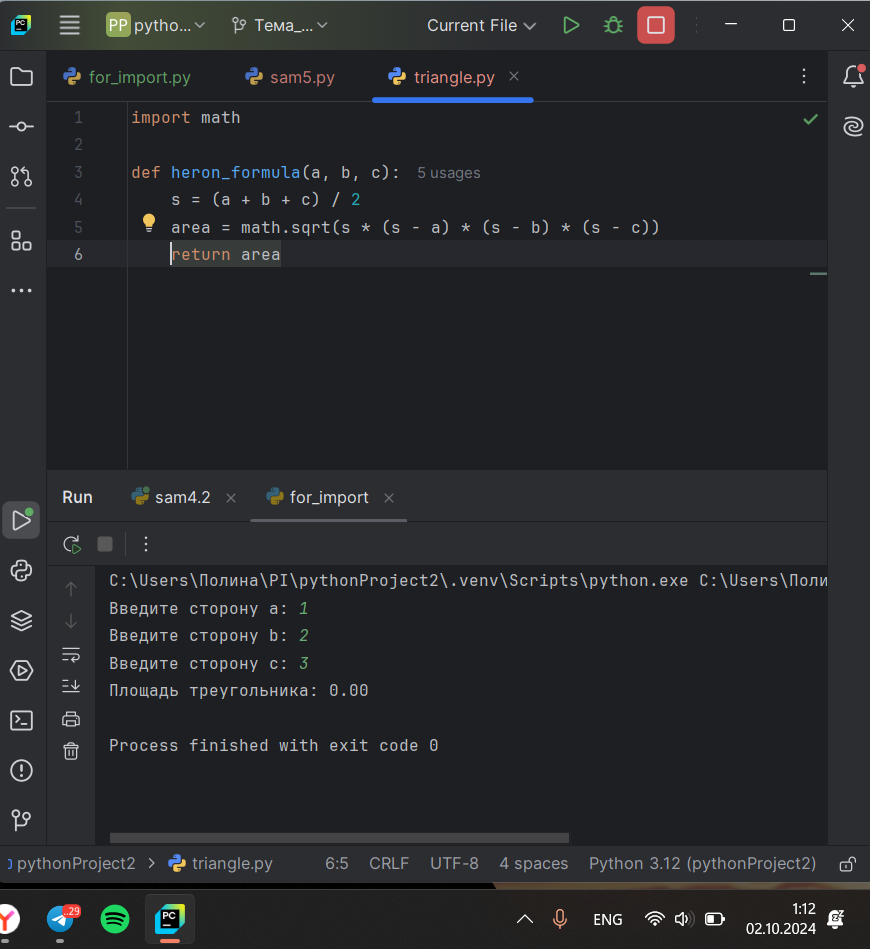 PC
PP pytho... Тема_... Current File
for_import.py sam5.py triangle.py
1 import math
2
3 def heron_formula(a, b, c): 5 usages
4 s = (a + b + c) / 2
5 area = math.sqrt(s * (s - a) * (s - b) * (s - c))
6 return area
Run sam4.2 for_import
C:\Users\Полина\PI\pythonProject2\.venv\Scripts\python.exe C:\Users\Поли
Введите сторону a: 1
Введите сторону b: 2
Введите сторону c: 3
Площадь треугольника: 0.00
Process finished with exit code 0
pythonProject2 > triangle.py 6:5 CRLF UTF-8 4 spaces Python 3.12 (pythonProject2)
Y ..29 PC ENG 1:12
02.10.2024